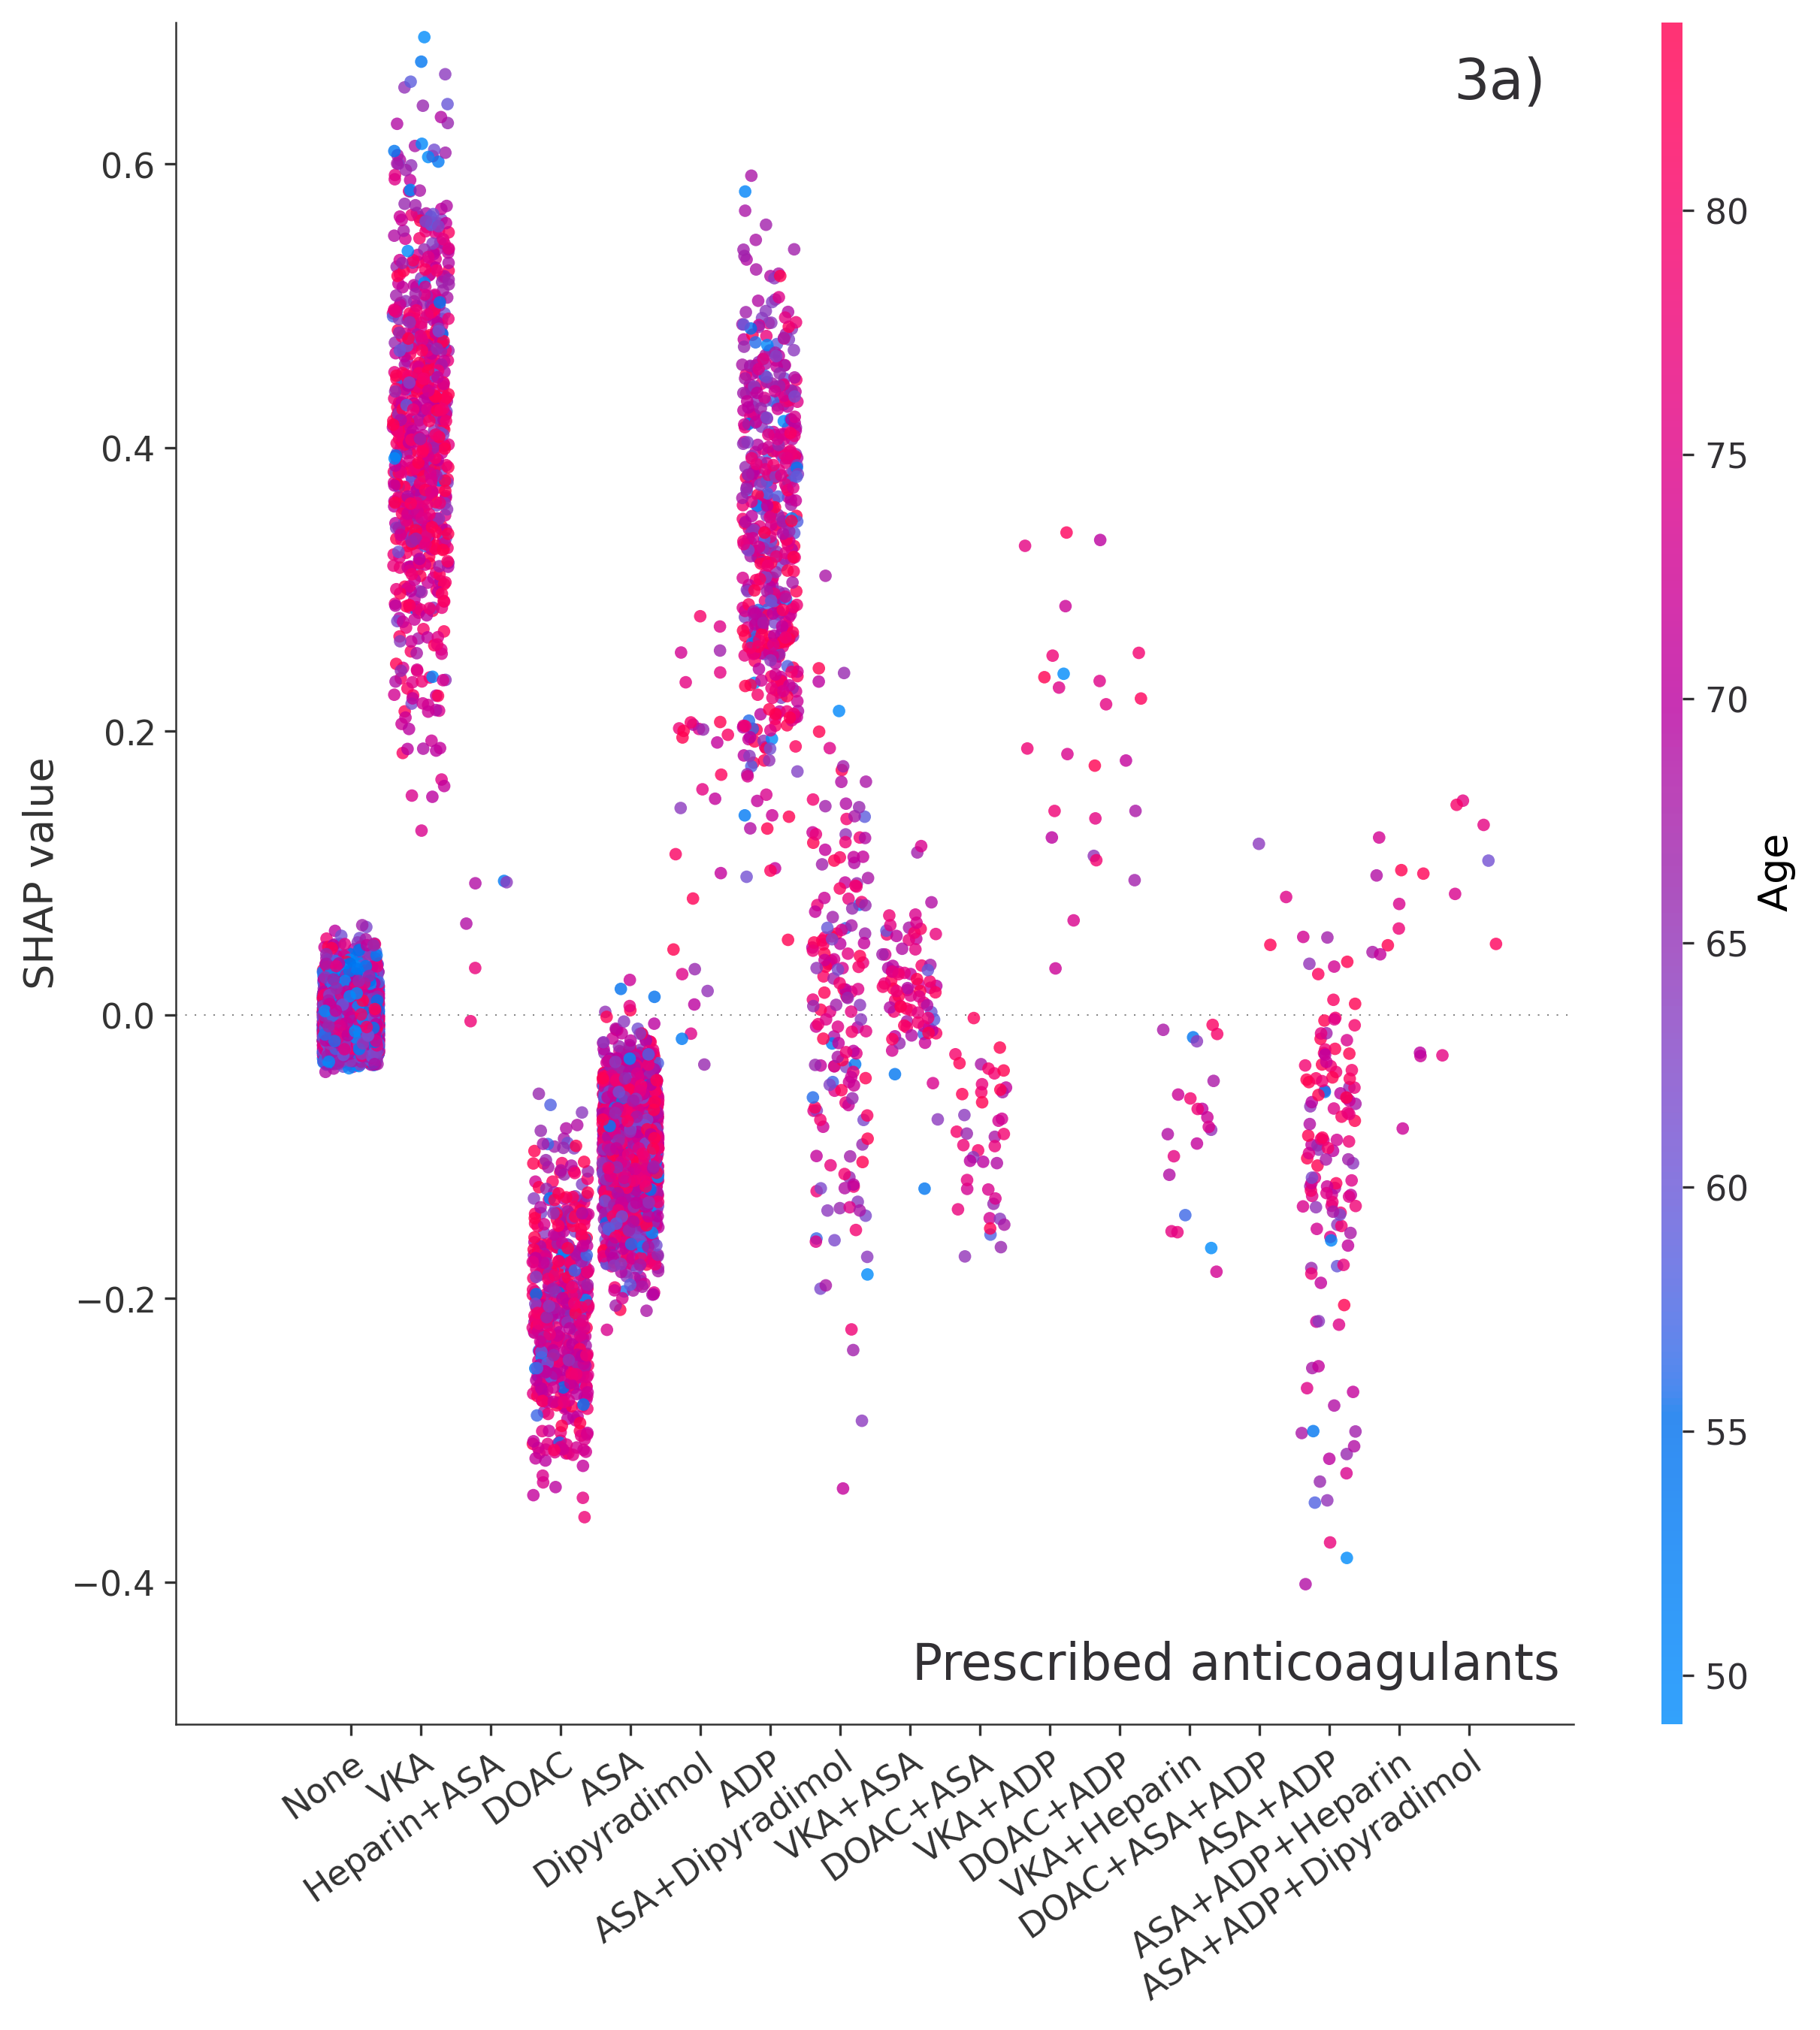 3a)
SHAP value
0.6
0.4
0.2
0.0
−0.2
−0.4
Prescribed anticoagulants
None
VKA
Heparin+ASA
DOAC
ASA
Dipyradimol
ADP
ASA+Dipyradimol
VKA+ASA
DOAC+ASA
VKA+ADP
DOAC+ADP
VKA+Heparin
DOAC+ASA+ADP
ASA+ADP
ASA+ADP+Heparin
ASA+ADP+Dipyradimol
80
75
70
65
60
55
50
Age